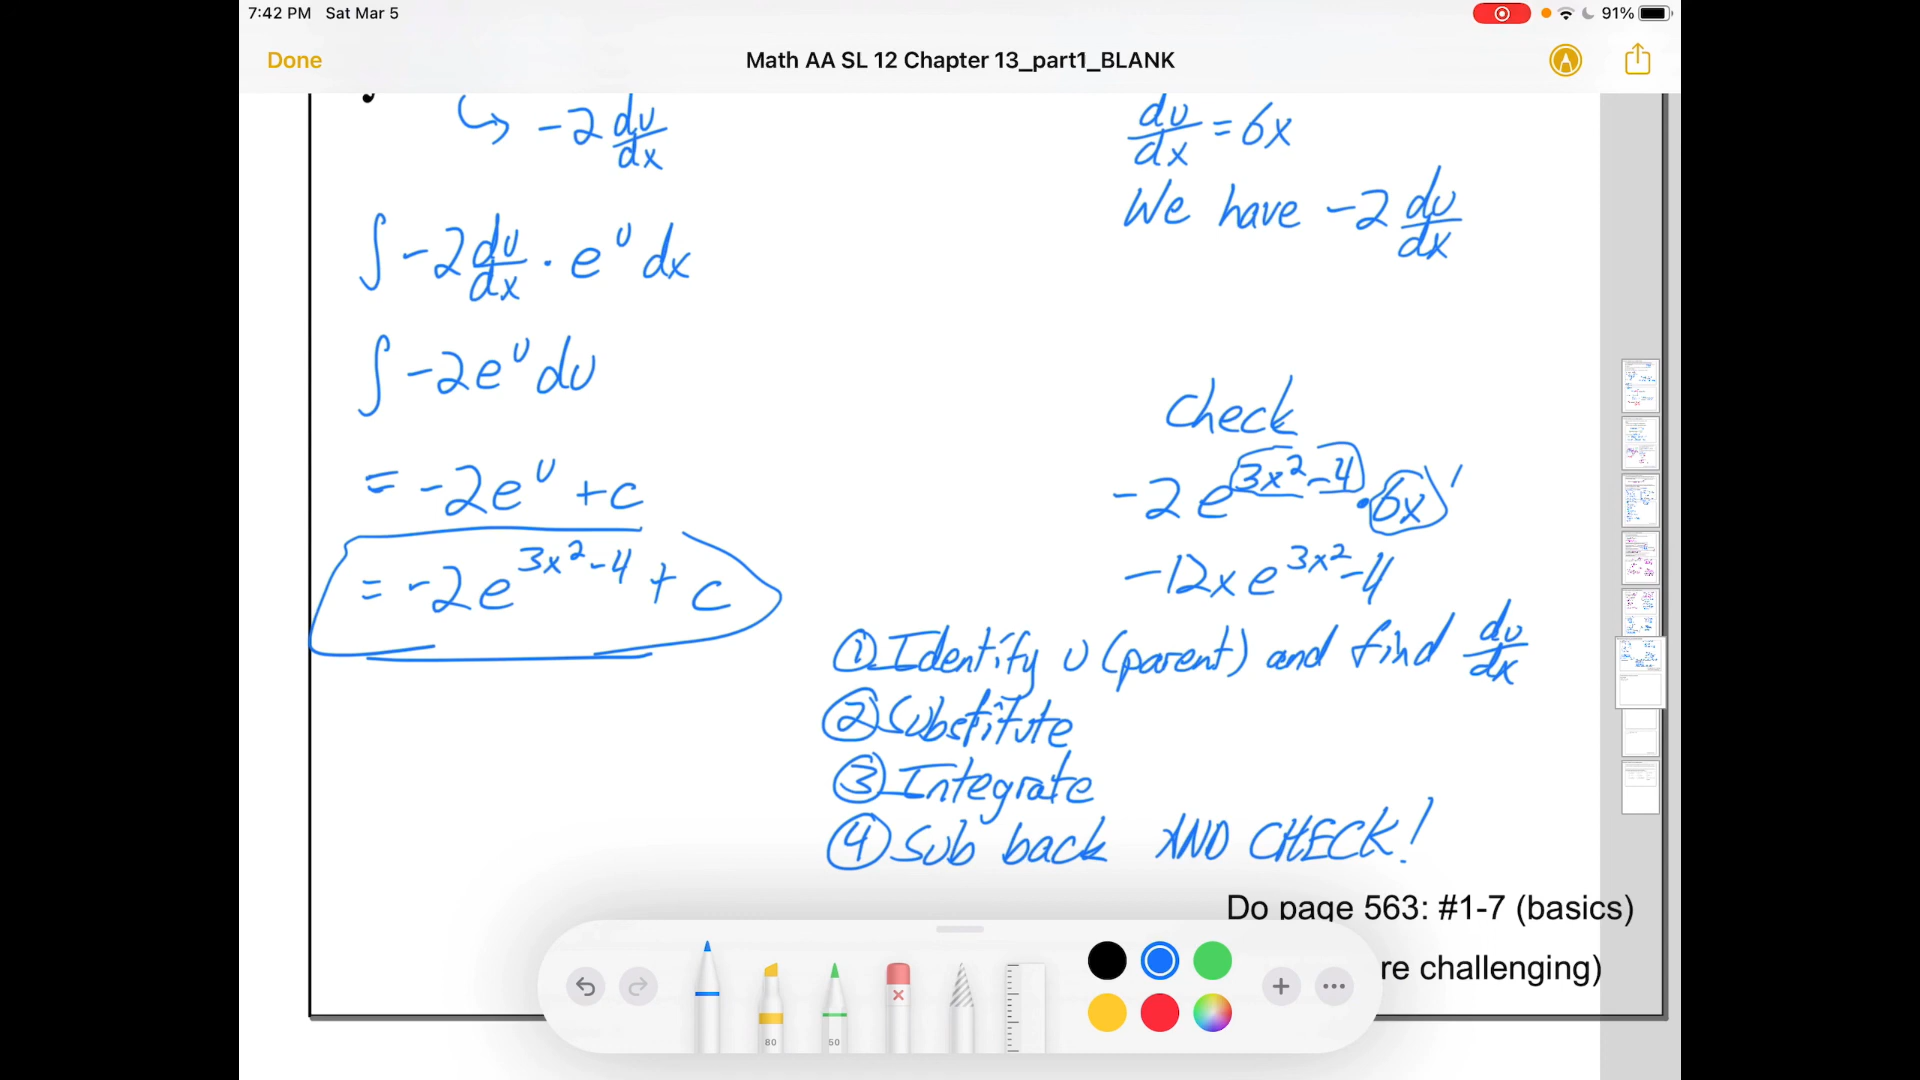 7:42 PM Sat Mar 5
91%
Done
Math AA SL 12 Chapter 13_part1_BLANK
↳ -2 du/dx
∫ -2 du/dx · e^u dx
∫ -2e^u du
= -2e^u + c
= -2e^(3x²-4) + c
du/dx = 6x
We have -2 du/dx
Check
-2e^(3x²-4) · 6x
-12x e^(3x²-4)
① Identify u (parent) and find du/dx
② Substitute
③ Integrate
④ Sub back AND CHECK!
Do page 563: #1-7 (basics)
re challenging)
80
50